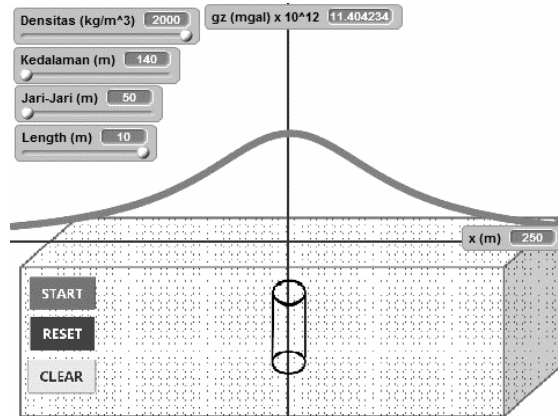 Densitas (kg/m^3) 2000
gz (mgal) x 10^12 11.404234
Kedalaman (m) 140
Jari-Jari (m) 50
Length (m) 10
x (m) 250
START
RESET
CLEAR